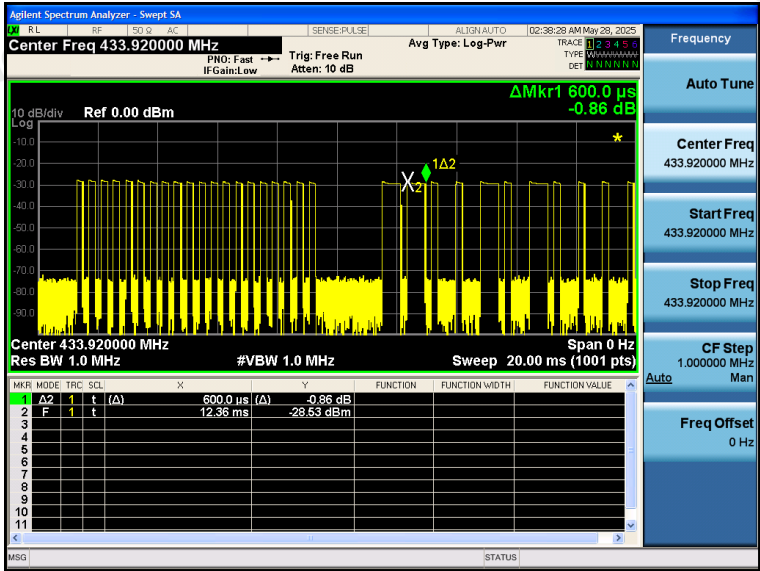 Agilent Spectrum Analyzer - Swept SA
LXI RL RF 50 Ω AC SENSE:PULSE ALIGN AUTO 02:38:28 AM May 28, 2025
Center Freq 433.920000 MHz
Avg Type: Log-Pwr
TRACE 1 2 3 4 5 6
PNO: Fast Trig: Free Run
TYPE WWWWWW
IFGain:Low Atten: 10 dB
DET N N N N N N
ΔMkr1 600.0 µs
-0.86 dB
10 dB/div Ref 0.00 dBm
Log
-10.0
-20.0
-30.0
-40.0
-50.0
-60.0
-70.0
-80.0
-90.0
1Δ2
X2
*
Center 433.920000 MHz Span 0 Hz
Res BW 1.0 MHz #VBW 1.0 MHz Sweep 20.00 ms (1001 pts)
MKR MODE TRC SCL X Y FUNCTION FUNCTION WIDTH FUNCTION VALUE
1 Δ2 1 t (Δ) 600.0 µs (Δ) -0.86 dB
2 F 1 t 12.36 ms -28.53 dBm
3
4
5
6
7
8
9
10
11
MSG STATUS
Frequency
Auto Tune
Center Freq
433.920000 MHz
Start Freq
433.920000 MHz
Stop Freq
433.920000 MHz
CF Step
1.000000 MHz
Auto Man
Freq Offset
0 Hz